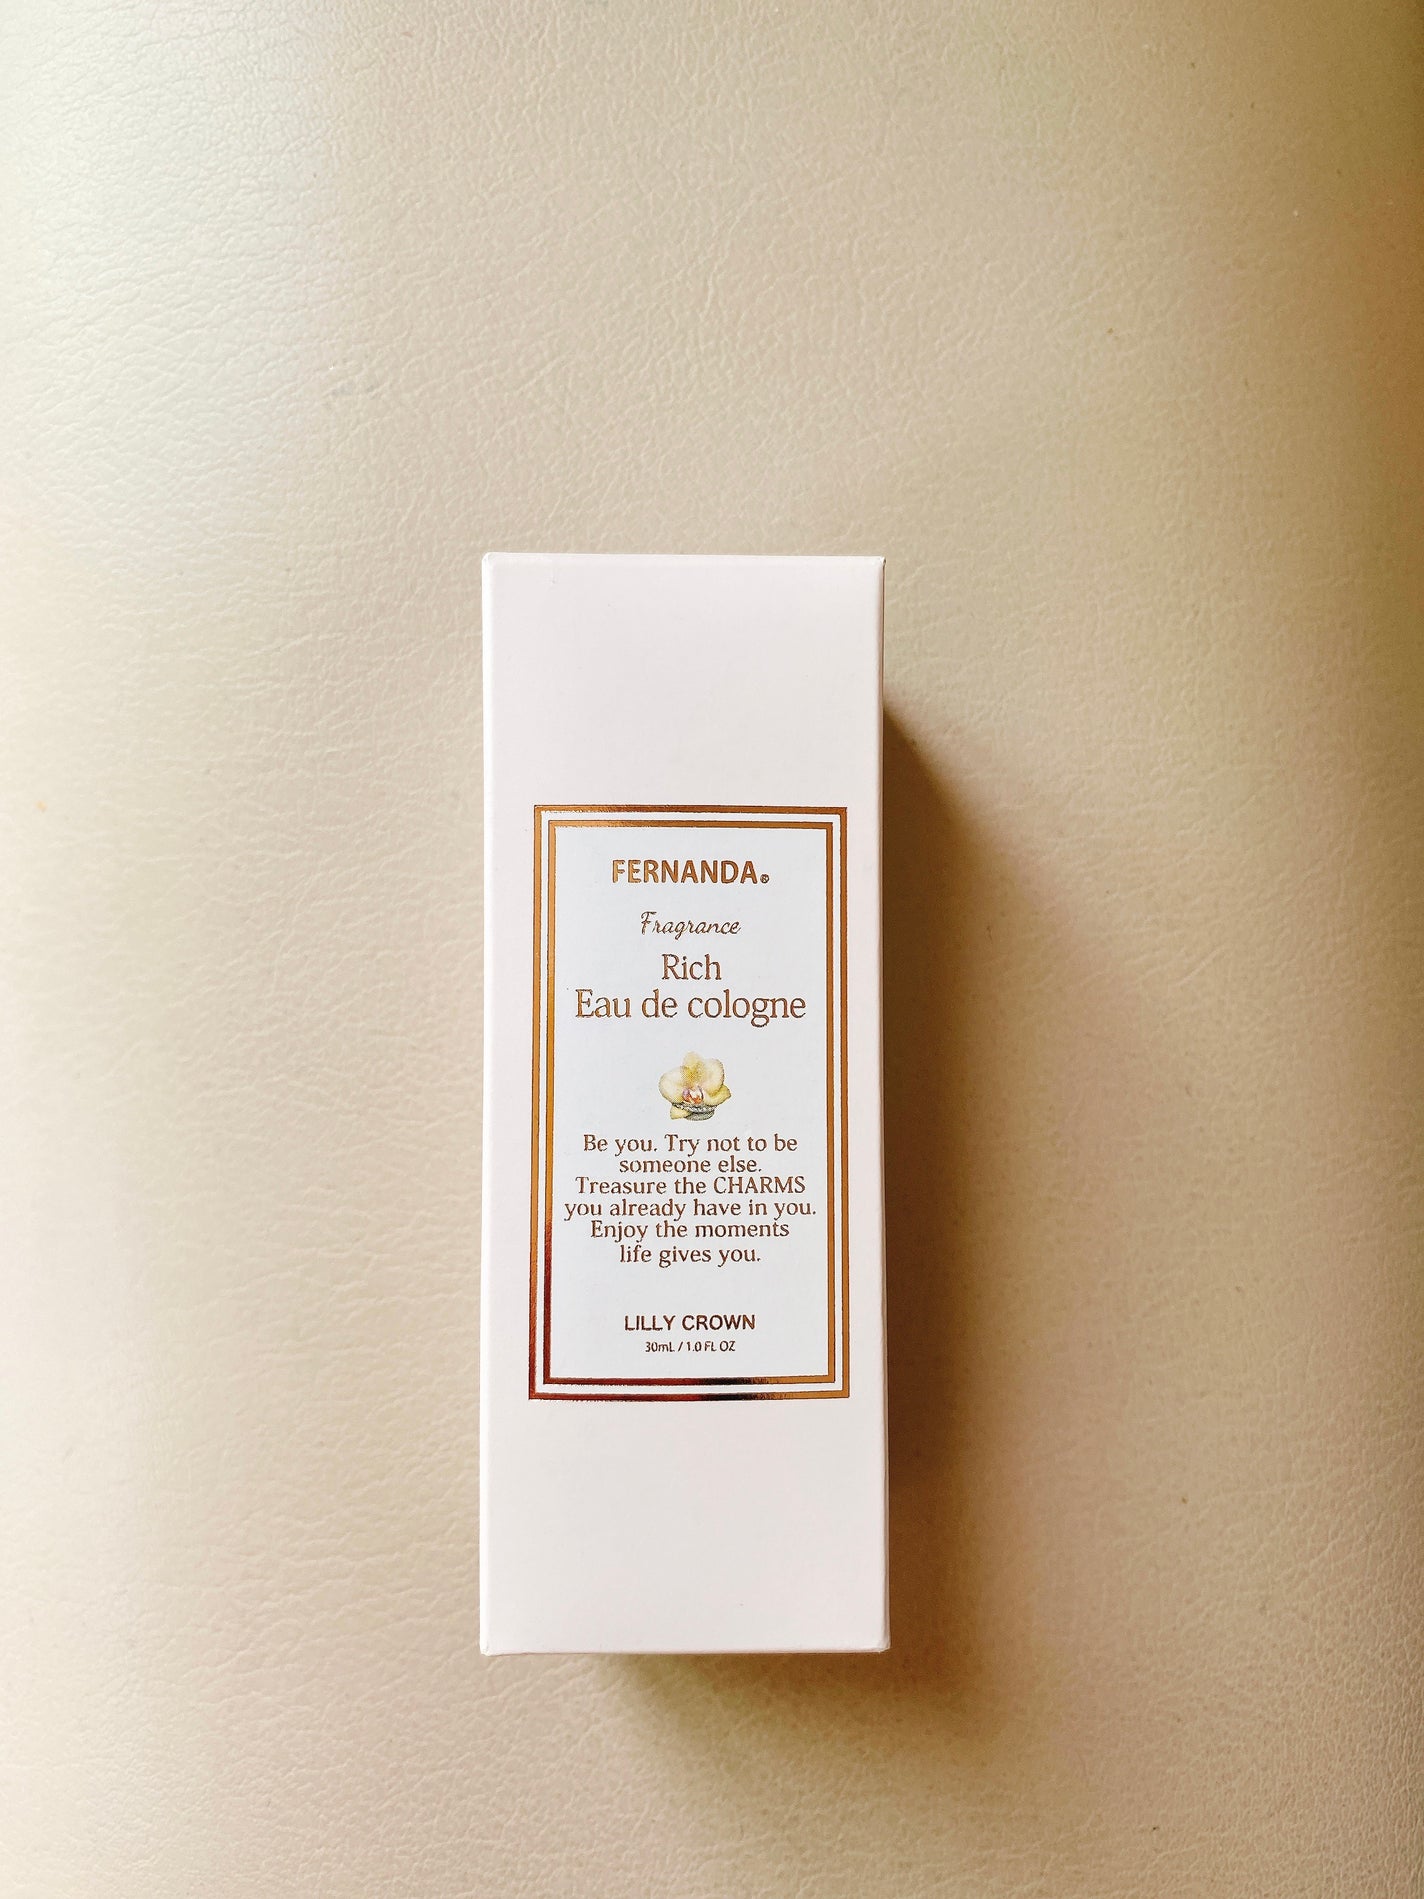 FERNANDA®
Fragrance
Rich
Eau de cologne
Be you. Try not to be
someone else.
Treasure the CHARMS
you already have in you.
Enjoy the moments
life gives you.
LILLY CROWN
30mL / 1.0 FL OZ